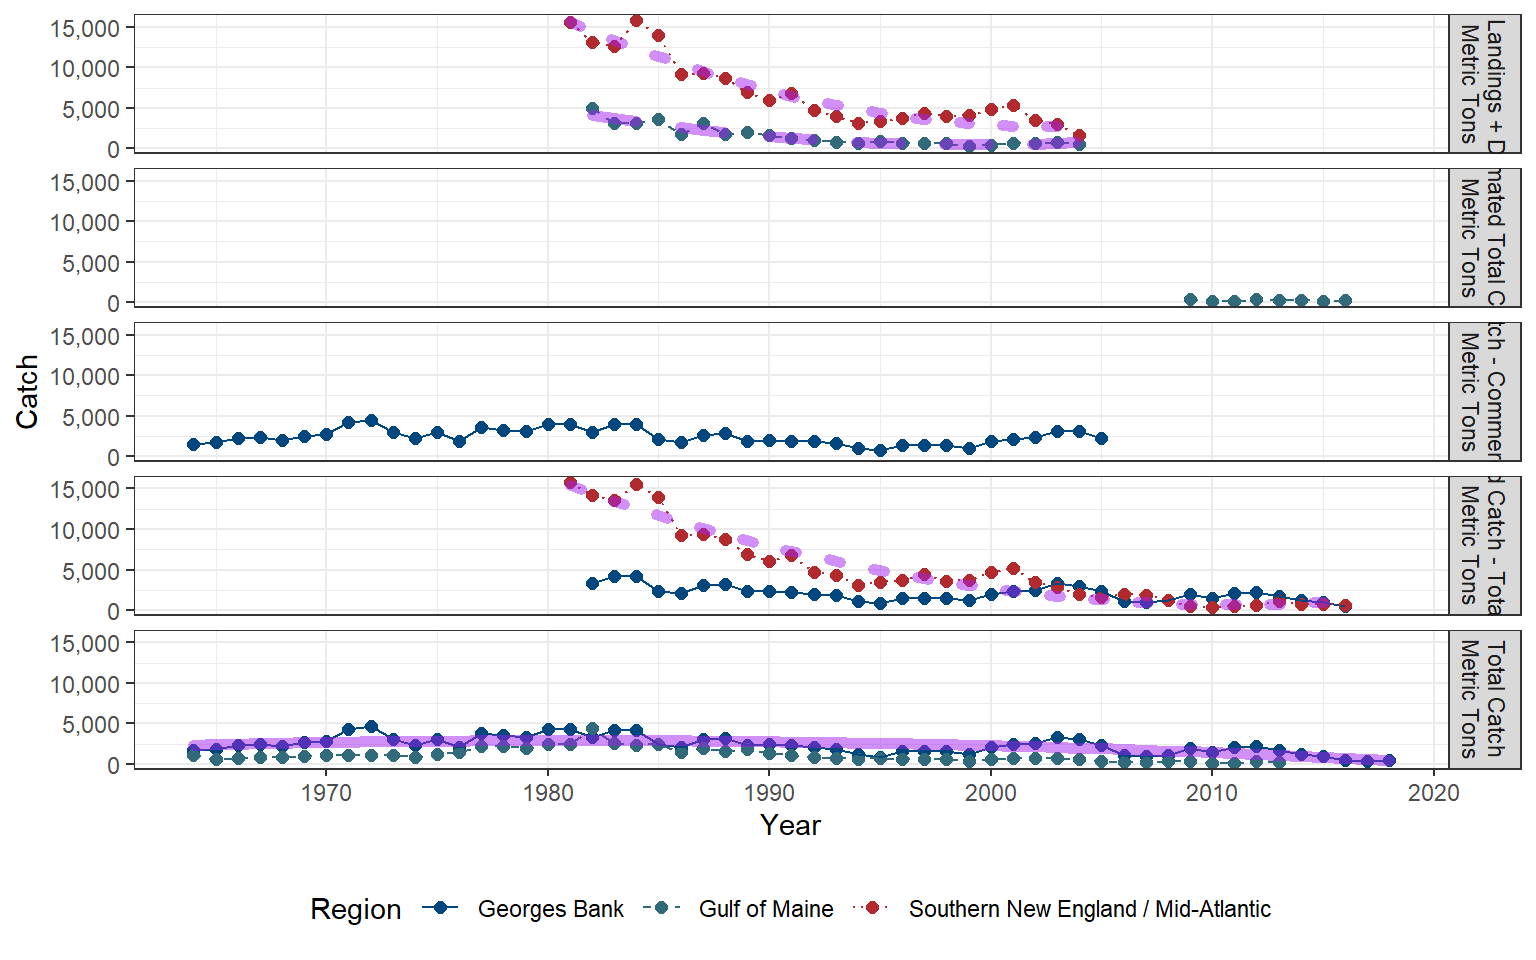 15,000
10,000
5,000
0
Landings + D
Metric Tons
15,000
10,000
5,000
0
mated Total C
Metric Tons
15,000
10,000
5,000
0
tch - Commer
Metric Tons
15,000
10,000
5,000
0
d Catch - Tota
Metric Tons
15,000
10,000
5,000
0
Total Catch
Metric Tons
Catch
1970
1980
1990
2000
2010
2020
Year
Region Georges Bank Gulf of Maine Southern New England / Mid-Atlantic